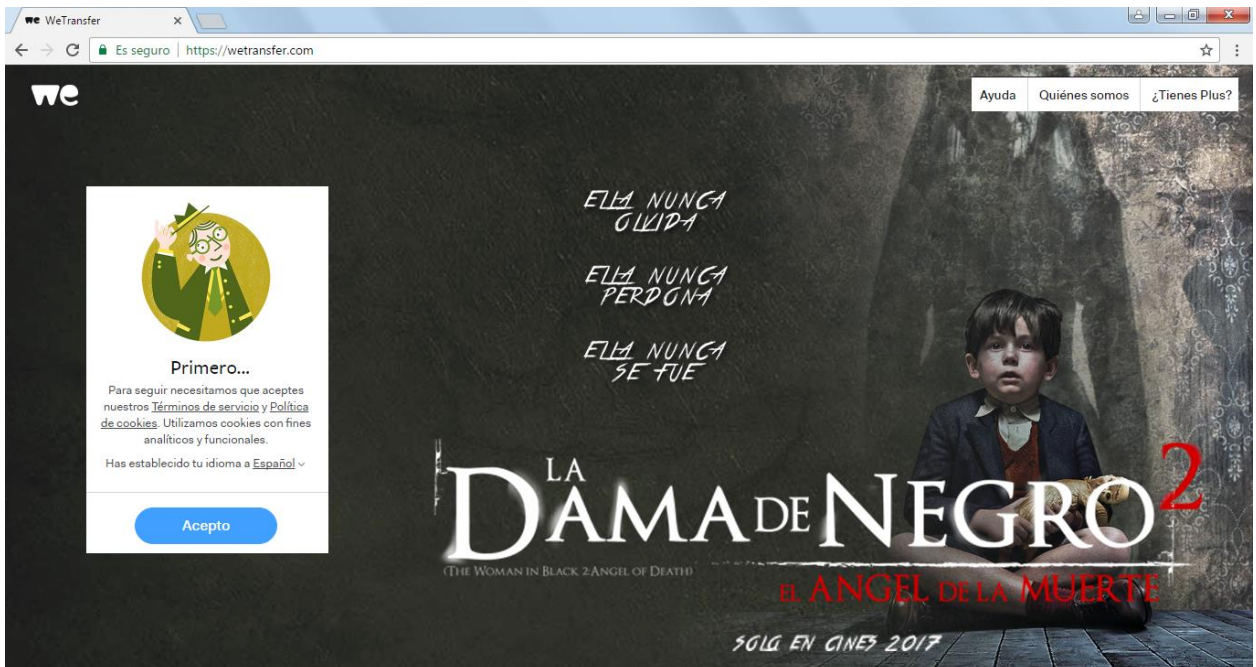 we WeTransfer
Es seguro | https://wetransfer.com
we
Ayuda Quiénes somos ¿Tienes Plus?
Primero...
Para seguir necesitamos que aceptes
nuestros Términos de servicio y Política
de cookies. Utilizamos cookies con fines
analíticos y funcionales.
Has establecido tu idioma a Español
Acepto
ELLA NUNCA
OLVIDA
ELLA NUNCA
PERDONA
ELLA NUNCA
SE FUE
LA DAMA DE NEGRO 2
(THE WOMAN IN BLACK 2:ANGEL OF DEATH)
EL ANGEL DE LA MUERTE
SOLO EN CINES 2017